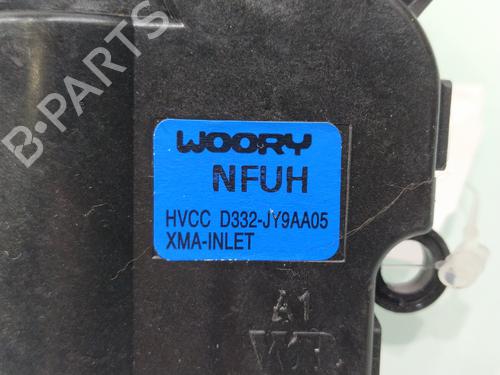 B-PARTS
WOORY
NFUH
HVCC D332-JY9AA05
XMA-INLET
A1